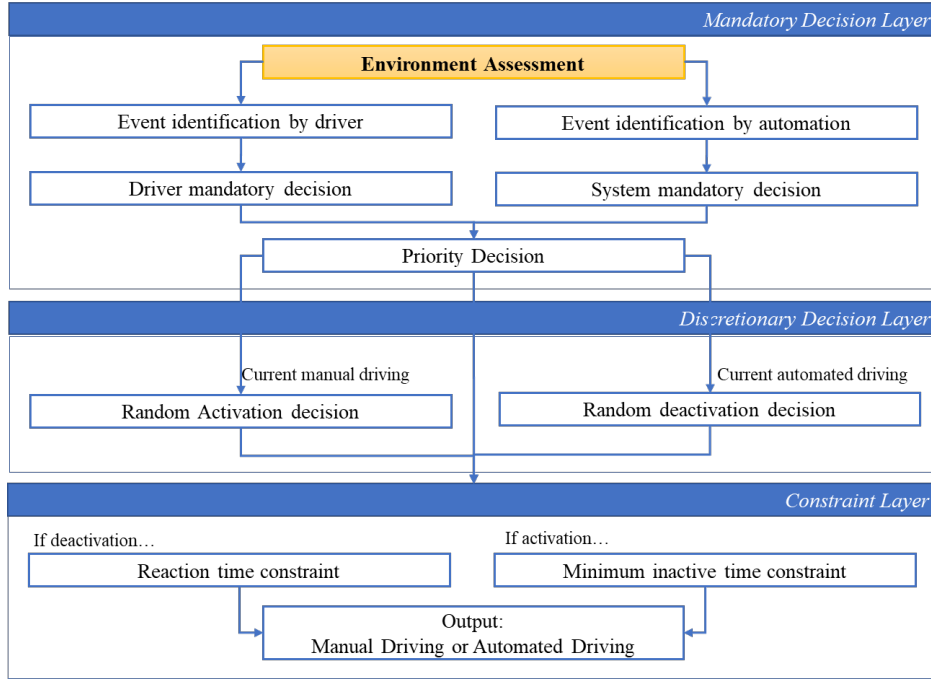 Mandatory Decision Layer
Environment Assessment
Event identification by driver
Event identification by automation
Driver mandatory decision
System mandatory decision
Priority Decision
Discretionary Decision Layer
Current manual driving
Current automated driving
Random Activation decision
Random deactivation decision
Constraint Layer
If deactivation…
If activation…
Reaction time constraint
Minimum inactive time constraint
Output:
Manual Driving or Automated Driving